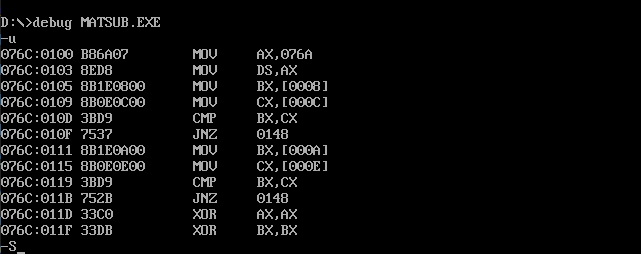 D:\>debug MATSUB.EXE
-u
076C:0100 B86A07 MOV AX,076A
076C:0103 8ED8 MOV DS,AX
076C:0105 8B1E0800 MOV BX,[0008]
076C:0109 8B0E0C00 MOV CX,[000C]
076C:010D 3BD9 CMP BX,CX
076C:010F 7537 JNZ 0148
076C:0111 8B1E0A00 MOV BX,[000A]
076C:0115 8B0E0E00 MOV CX,[000E]
076C:0119 3BD9 CMP BX,CX
076C:011B 752B JNZ 0148
076C:011D 33C0 XOR AX,AX
076C:011F 33DB XOR BX,BX
-S_